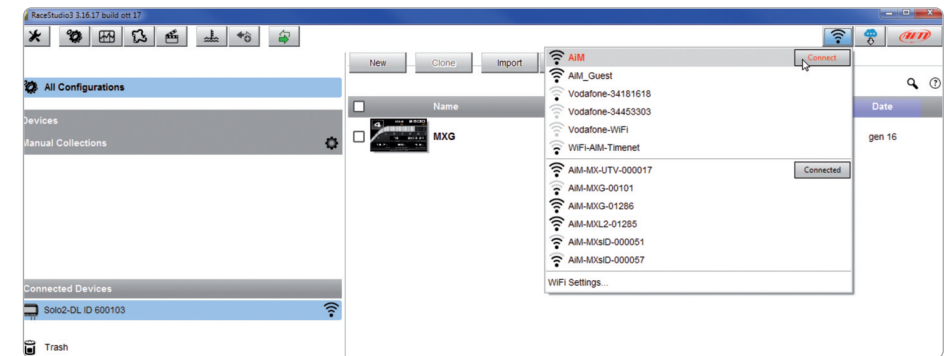 RaceStudio3 3.16.17 build ott 17
AiM
New Clone Import
All Configurations
Name Date
Devices
Manual Collections
MXG gen 16
Connected Devices
Solo2-DL ID 600103
Trash
AiM Connect
AiM_Guest
Vodafone-34181618
Vodafone-34453303
Vodafone-WiFi
WiFi-AIM-Timenet
AiM-MX-UTV-000017 Connected
AiM-MXG-00101
AiM-MXG-01286
AiM-MXL2-01285
AiM-MXsID-000051
AiM-MXsID-000057
WiFi Settings...